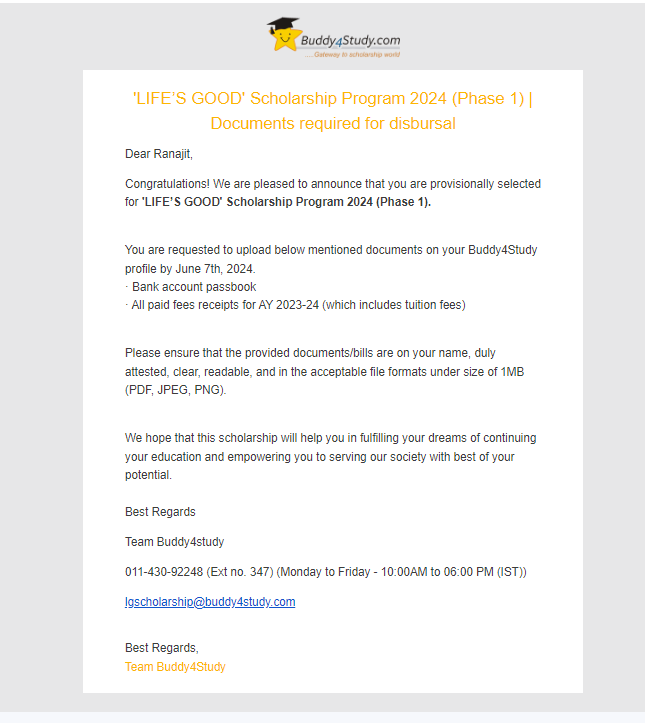 Buddy4Study.com
.....Gateway to scholarship world
'LIFE'S GOOD' Scholarship Program 2024 (Phase 1) |
Documents required for disbursal
Dear Ranajit,
Congratulations! We are pleased to announce that you are provisionally selected
for 'LIFE'S GOOD' Scholarship Program 2024 (Phase 1).
You are requested to upload below mentioned documents on your Buddy4Study
profile by June 7th, 2024.
· Bank account passbook
· All paid fees receipts for AY 2023-24 (which includes tuition fees)
Please ensure that the provided documents/bills are on your name, duly
attested, clear, readable, and in the acceptable file formats under size of 1MB
(PDF, JPEG, PNG).
We hope that this scholarship will help you in fulfilling your dreams of continuing
your education and empowering you to serving our society with best of your
potential.
Best Regards
Team Buddy4study
011-430-92248 (Ext no. 347) (Monday to Friday - 10:00AM to 06:00 PM (IST))
lgscholarship@buddy4study.com
Best Regards,
Team Buddy4Study